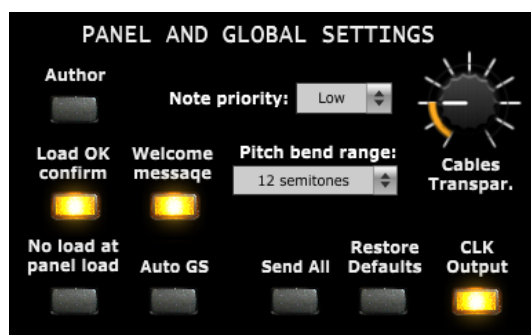 PANEL AND GLOBAL SETTINGS
Author
Note priority: Low
Load OK
confirm
Welcome
message
Pitch bend range:
12 semitones
Cables
Transpar.
No load at
panel load
Auto GS
Send All
Restore
Defaults
CLK
Output